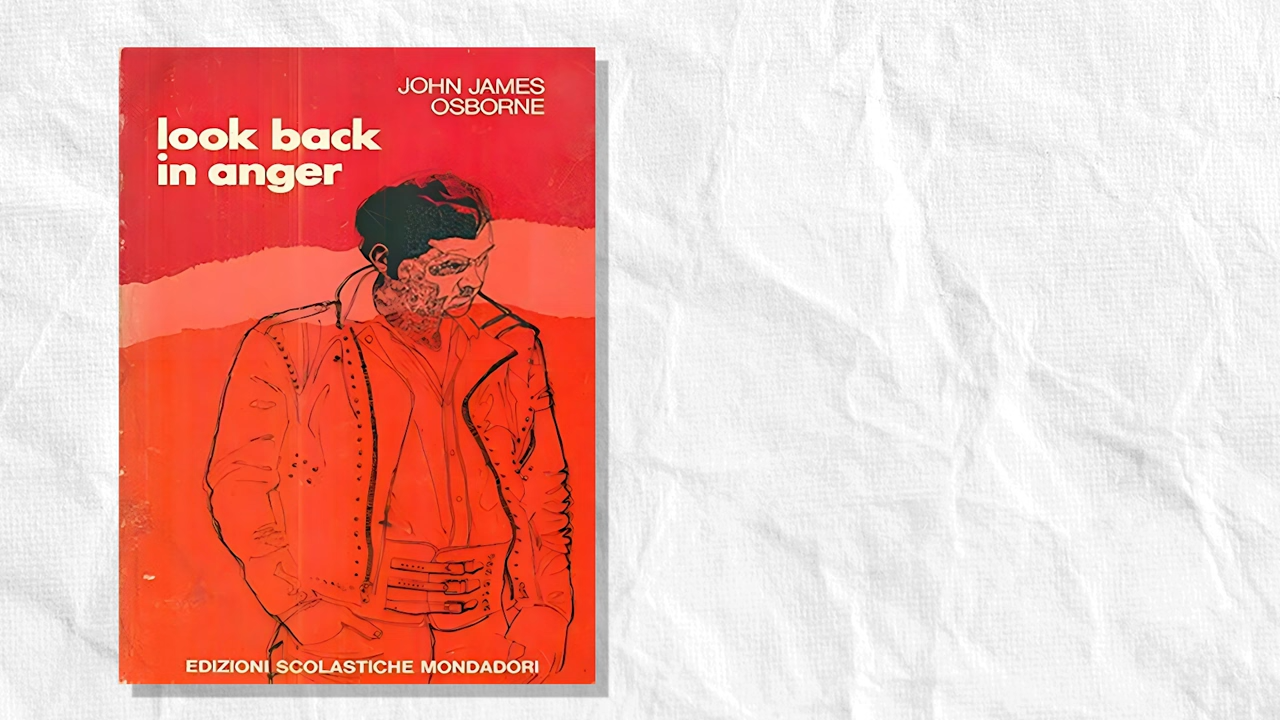 JOHN JAMES
OSBORNE
look back
in anger
EDIZIONI SCOLASTICHE MONDADORI